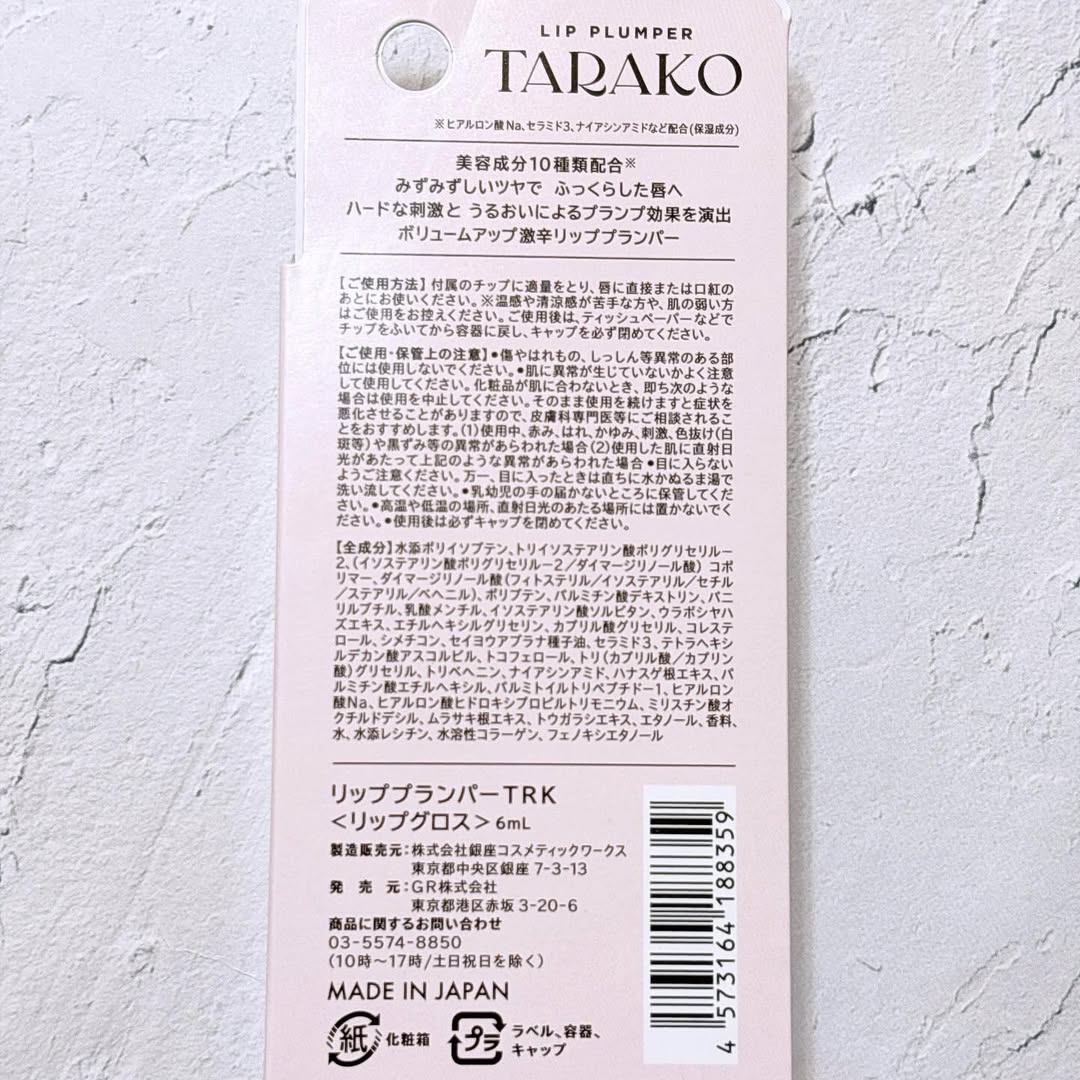 LIP PLUMPER
TARAKO
※ヒアルロン酸Na、セラミド3、ナイアシンアミドなど配合(保湿成分)
美容成分10種類配合※
みずみずしいツヤで ふっくらした唇へ
ハードな刺激と うるおいによるプランプ効果を演出
ボリュームアップ激辛リッププランパー
【ご使用方法】付属のチップに適量をとり、唇に直接または口紅の
あとにお使いください。※温感や清涼感が苦手な方や、肌の弱い方
はご使用をお控えください。ご使用後は、ティッシュペーパーなどで
チップをふいてから容器に戻し、キャップを必ず閉めてください。
【ご使用・保管上の注意】●傷やはれもの、しっしん等異常のある部
位には使用しないでください。●肌に異常が生じていないかよく注意
して使用してください。化粧品が肌に合わないとき、即ち次のような
場合は使用を中止してください。そのまま使用を続けますと症状を
悪化させることがありますので、皮膚科専門医等にご相談されるこ
とをおすすめします。(1)使用中、赤み、はれ、かゆみ、刺激、色抜け(白
斑等)や黒ずみ等の異常があらわれた場合(2)使用した肌に直射日
光があたって上記のような異常があらわれた場合●目に入らない
ようご注意ください。万一、目に入ったときは直ちに水かぬるま湯で
洗い流してください。●乳幼児の手の届かないところに保管してくだ
さい。●高温や低温の場所、直射日光のあたる場所には置かないでく
ださい。●使用後は必ずキャップを閉めてください。
【全成分】水添ポリイソブテン、トリイソステアリン酸ポリグリセリル－
2、(イソステアリン酸ポリグリセリル－2／ダイマージリノール酸) コポ
リマー、ダイマージリノール酸(フィトステリル／イソステアリル／セチル
／ステアリル／ベヘニル)、ポリブテン、パルミチン酸デキストリン、バニ
リルブチル、乳酸メンチル、イソステアリン酸ソルビタン、ウラボシヤハ
ズエキス、エチルヘキシルグリセリン、カプリル酸グリセリル、コレステ
ロール、シメチコン、セイヨウアブラナ種子油、セラミド3、テトラヘキシ
ルデカン酸アスコルビル、トコフェロール、トリ(カプリル酸／カプリン
酸)グリセリル、トリベヘニン、ナイアシンアミド、ハナスゲ根エキス、パ
ルミチン酸エチルヘキシル、パルミトイルトリペプチド－1、ヒアルロン
酸Na、ヒアルロン酸ヒドロキシプロピルトリモニウム、ミリスチン酸オ
クチルドデシル、ムラサキ根エキス、トウガラシエキス、エタノール、香料、
水、水添レシチン、水溶性コラーゲン、フェノキシエタノール
リッププランパーTRK
＜リップグロス＞6mL
製造販売元：株式会社銀座コスメティックワークス
東京都中央区銀座 7-3-13
発 売 元：GR株式会社
東京都港区赤坂 3-20-6
商品に関するお問い合わせ
03-5574-8850
(10時～17時/土日祝日を除く)
MADE IN JAPAN
紙 化粧箱
プラ ラベル、容器、
キャップ
4 573164 188359